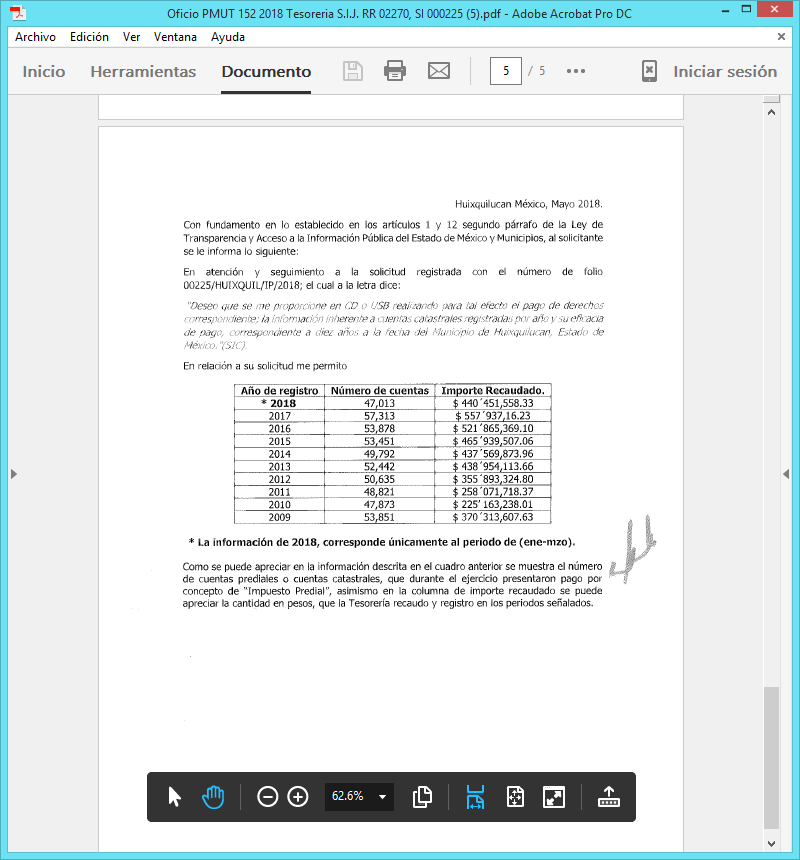 Oficio PMUT 152 2018 Tesoreria S.I.J. RR 02270, SI 000225 (5).pdf - Adobe Acrobat Pro DC
Archivo Edición Ver Ventana Ayuda
Inicio Herramientas Documento 5 / 5 Iniciar sesión
Huixquilucan México, Mayo 2018.
Con fundamento en lo establecido en los artículos 1 y 12 segundo párrafo de la Ley de
Transparencia y Acceso a la Información Pública del Estado de México y Municipios, al solicitante
se le informa lo siguiente:
En atención y seguimiento a la solicitud registrada con el número de folio
00225/HUIXQUIL/IP/2018; el cual a la letra dice:
"Deseo que se me proporcione en CD o USB realizando para tal efecto el pago de derechos
correspondiente; la información inherente a cuentas catastrales registradas por año y su eficacia
de pago, correspondiente a diez años a la fecha del Municipio de Huixquilucan, Estado de
México."(SIC).
En relación a su solicitud me permito
Año de registro Número de cuentas Importe Recaudado.
* 2018 47,013 $ 440´451,558.33
2017 57,313 $ 557´937,16.23
2016 53,878 $ 521´865,369.10
2015 53,451 $ 465´939,507.06
2014 49,792 $ 437´569,873.96
2013 52,442 $ 438´954,113.66
2012 50,635 $ 355´893,324.80
2011 48,821 $ 258´071,718.37
2010 47,873 $ 225´163,238.01
2009 53,851 $ 370´313,607.63
* La información de 2018, corresponde únicamente al periodo de (ene-mzo).
Como se puede apreciar en la información descrita en el cuadro anterior se muestra el número
de cuentas prediales o cuentas catastrales, que durante el ejercicio presentaron pago por
concepto de "Impuesto Predial", asimismo en la columna de importe recaudado se puede
apreciar la cantidad en pesos, que la Tesorería recaudo y registro en los periodos señalados.
62.6%